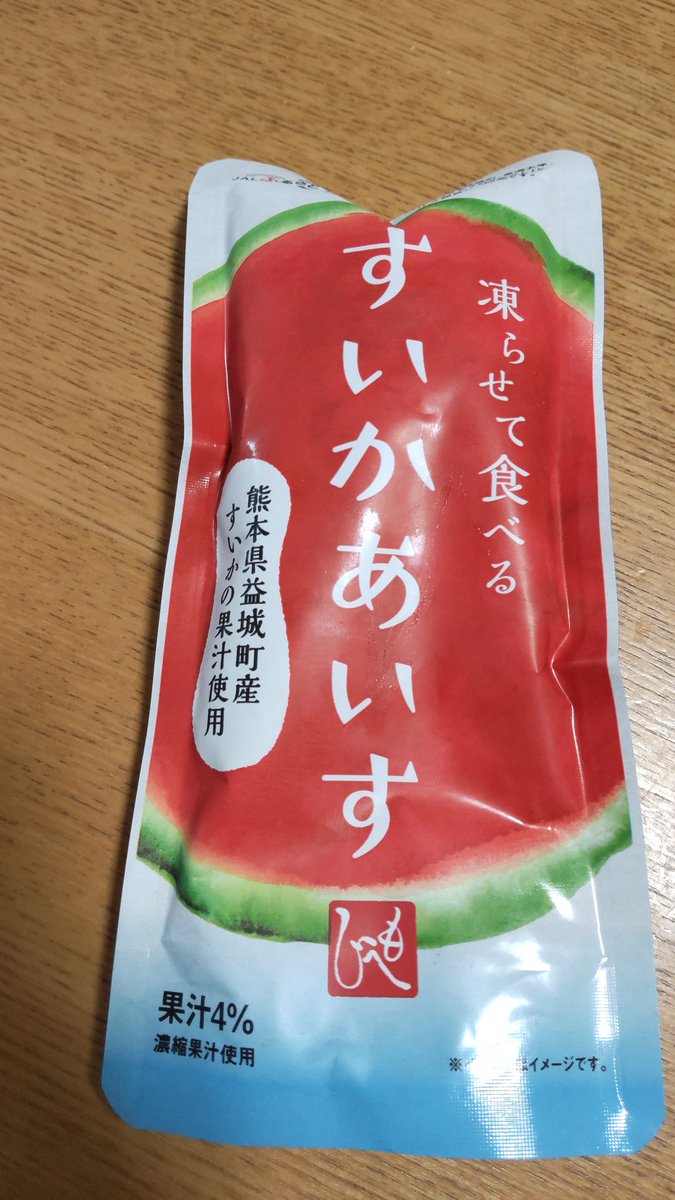 凍らせて食べる
すいかあいす
熊本県益城町産
すいかの果汁使用
もへじ
果汁4%
濃縮果汁使用
イメージです。